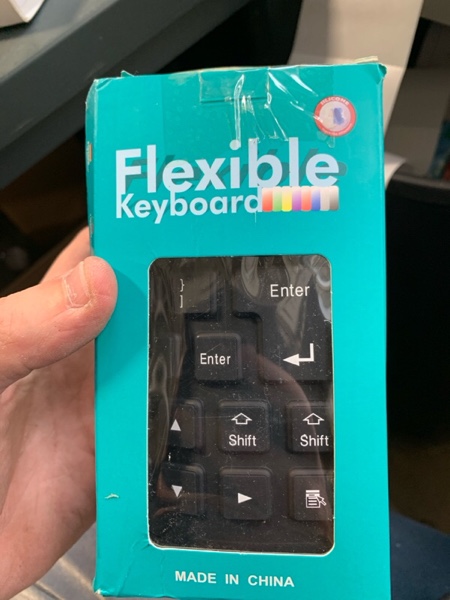 Flexible
Keyboard
}
]
Enter
Enter
Shift
Shift
MADE IN CHINA